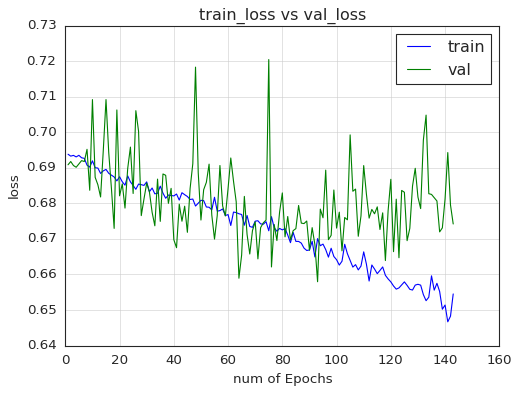 train_loss vs val_loss
train
val
0.73
0.72
0.71
0.70
0.69
0.68
0.67
0.66
0.65
0.64
loss
0 20 40 60 80 100 120 140 160
num of Epochs